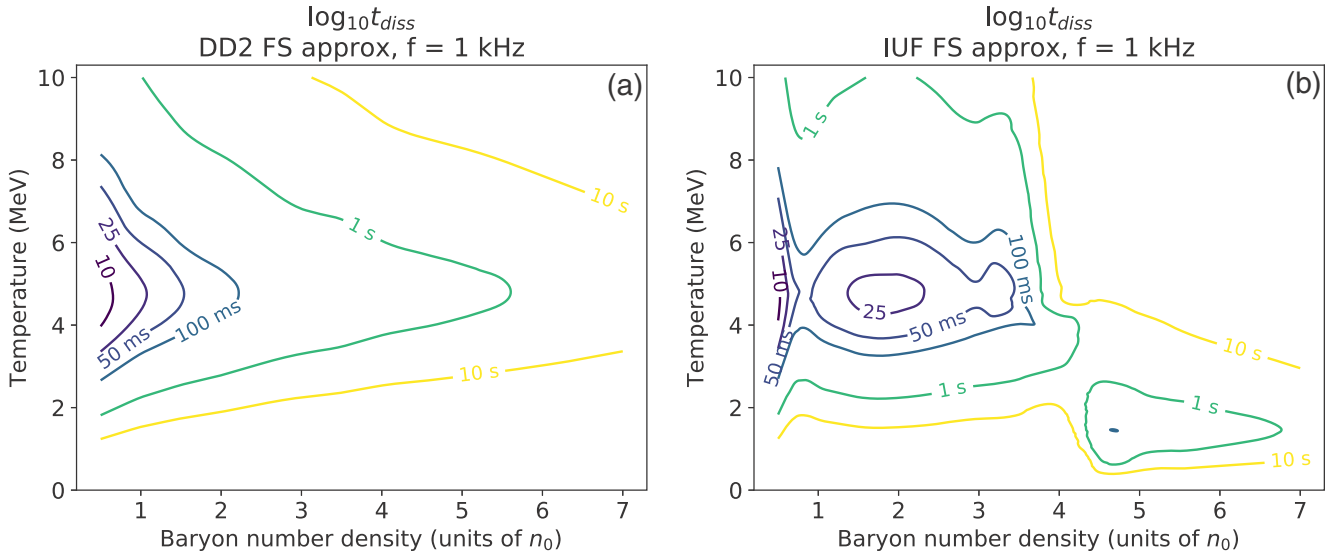 log₁₀t_diss
DD2 FS approx, f = 1 kHz
(a)
Temperature (MeV)
10
8
6
4
2
0
10 s
1 s
25
10
50 ms
100 ms
10 s
1 2 3 4 5 6 7
Baryon number density (units of n₀)
log₁₀t_diss
IUF FS approx, f = 1 kHz
(b)
Temperature (MeV)
10
8
6
4
2
0
1 s
25
10
50 ms
100 ms
25
50 ms
10 s
1 s
1 s
10 s
1 2 3 4 5 6 7
Baryon number density (units of n₀)